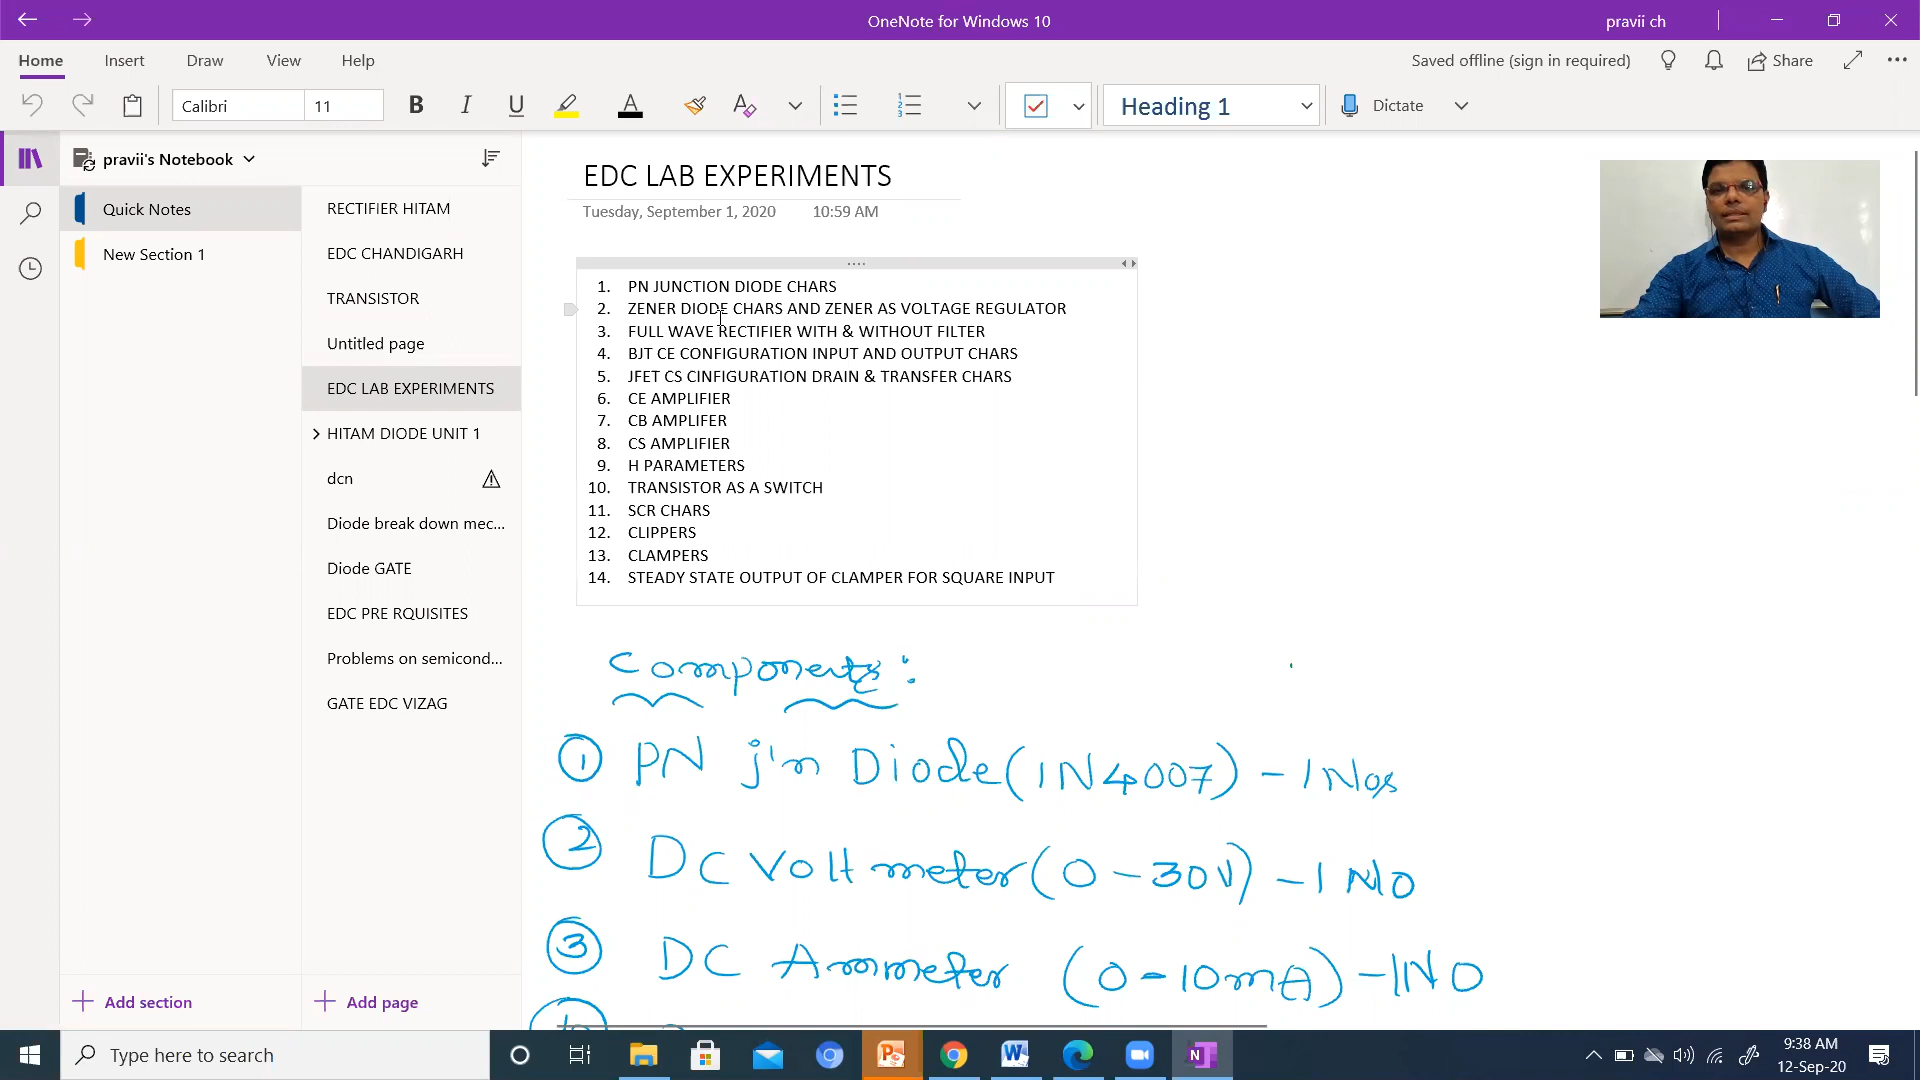 OneNote for Windows 10
pravii ch
Home
Insert
Draw
View
Help
Saved offline (sign in required)
Share
Calibri
11
B
I
U
A
A
Heading 1
Dictate
pravii's Notebook
Quick Notes
New Section 1
Add section
RECTIFIER HITAM
EDC CHANDIGARH
TRANSISTOR
Untitled page
EDC LAB EXPERIMENTS
HITAM DIODE UNIT 1
dcn
Diode break down mec...
Diode GATE
EDC PRE RQUISITES
Problems on semicond...
GATE EDC VIZAG
Add page
EDC LAB EXPERIMENTS
Tuesday, September 1, 2020 10:59 AM
1. PN JUNCTION DIODE CHARS
2. ZENER DIODE CHARS AND ZENER AS VOLTAGE REGULATOR
3. FULL WAVE RECTIFIER WITH & WITHOUT FILTER
4. BJT CE CONFIGURATION INPUT AND OUTPUT CHARS
5. JFET CS CINFIGURATION DRAIN & TRANSFER CHARS
6. CE AMPLIFIER
7. CB AMPLIFER
8. CS AMPLIFIER
9. H PARAMETERS
10. TRANSISTOR AS A SWITCH
11. SCR CHARS
12. CLIPPERS
13. CLAMPERS
14. STEADY STATE OUTPUT OF CLAMPER FOR SQUARE INPUT
Components:
1 PN j'n Diode (1N4007) - 1 Nos
2 DC Voltmeter (0 - 30V) - 1 NO
3 DC Ammeter (0 - 10mA) - 1NO
Type here to search
9:38 AM
12-Sep-20